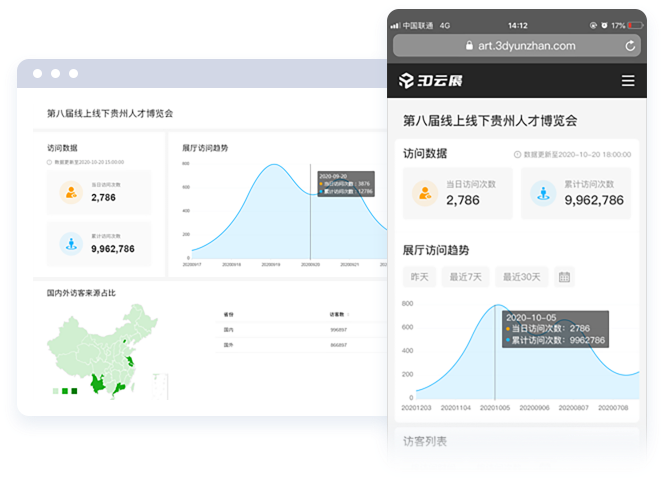 第八届线上线下贵州人才博览会
访问数据
数据更新至2020-10-20 15:00:00
当日访问次数
2,786
累计访问次数
9,962,786
展厅访问趋势
800
600
400
200
0
2020-09-20
当日访问次数：3876
累计访问次数：12786
20200917
20200919
20200918
20200920
20200921
国内外访客来源占比
省份
访客数
国内
998897
国外
888897
中国联通 4G
14:12
17%
art.3dyunzhan.com
3D云展
第八届线上线下贵州人才博览会
访问数据
数据更新至2020-10-20 18:00:00
当日访问次数
2,786
累计访问次数
9,962,786
展厅访问趋势
昨天
最近7天
最近30天
800
600
400
200
0
2020-10-05
当日访问次数：2786
累计访问次数：9962786
20201203
20201104
20201005
20200906
20200807
20200708
访客列表